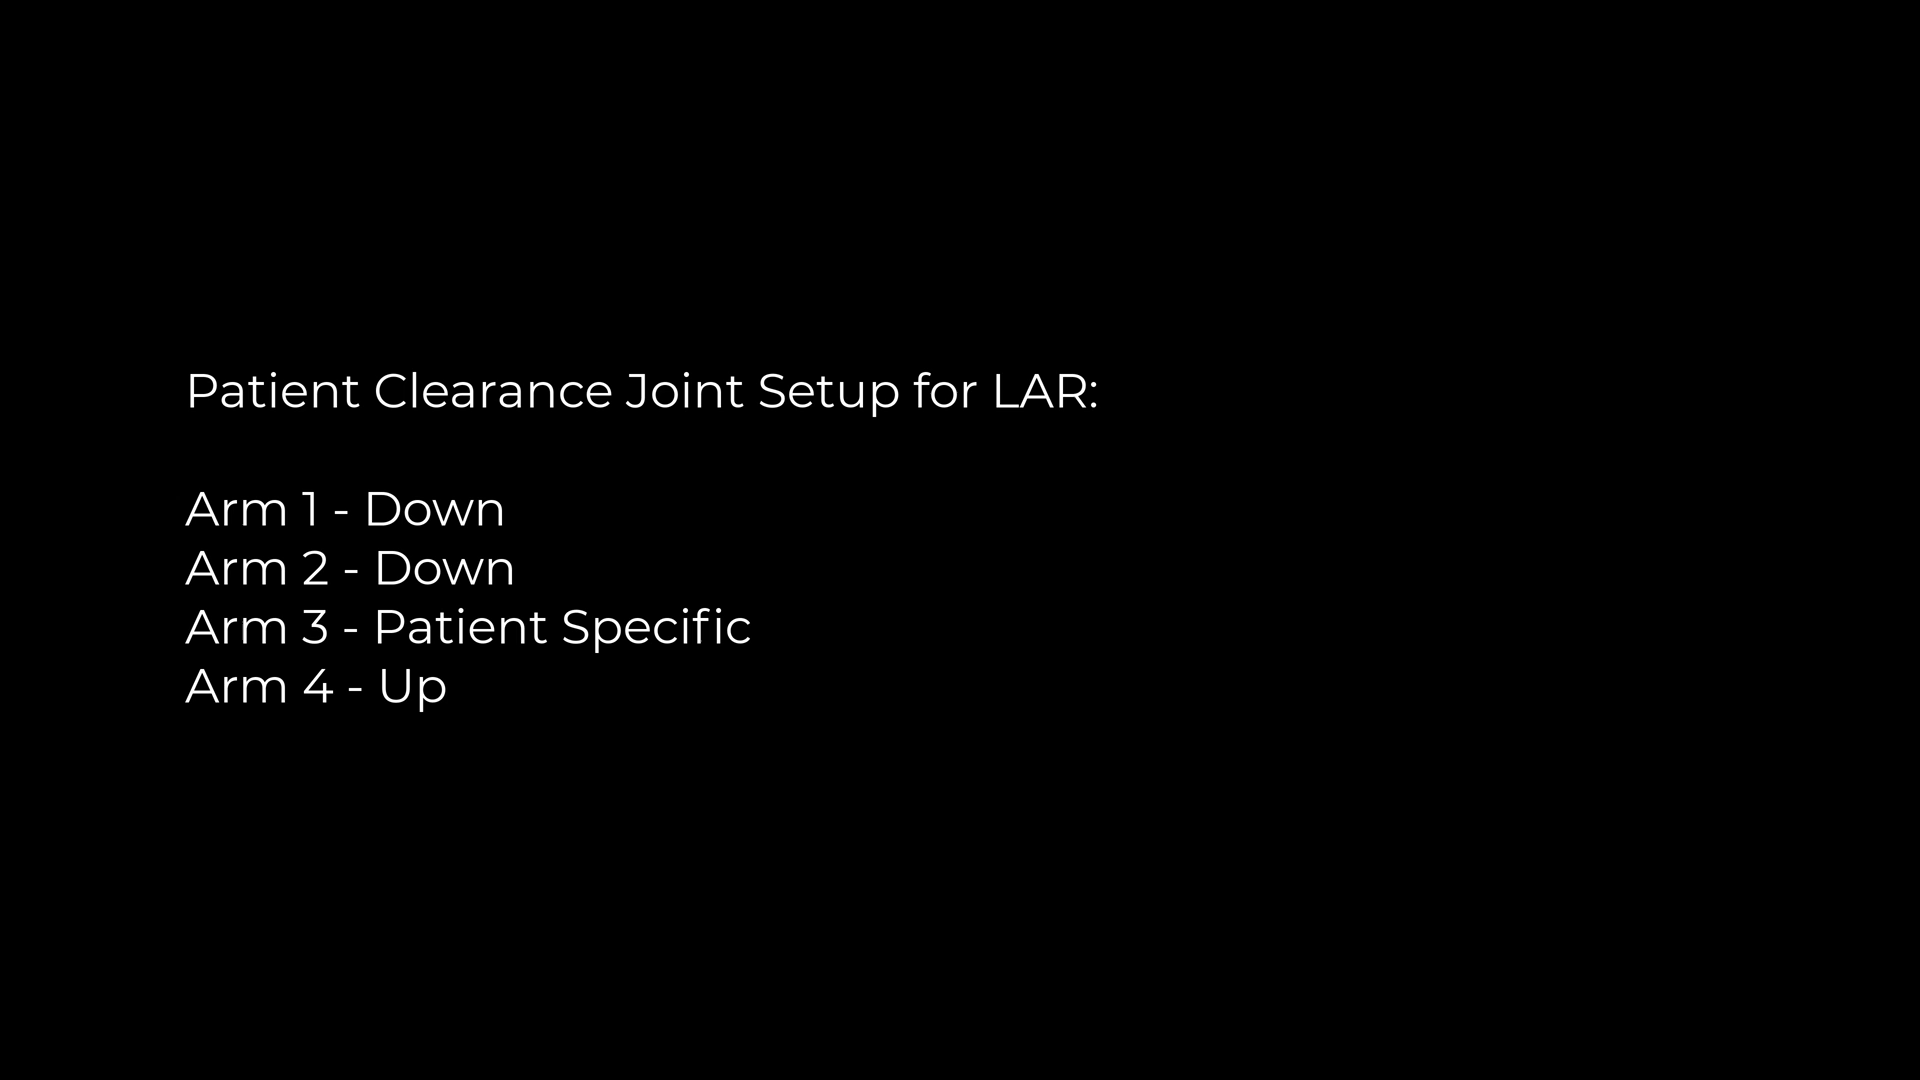 Patient Clearance Joint Setup for LAR:
Arm 1 - Down
Arm 2 - Down
Arm 3 - Patient Specific
Arm 4 - Up